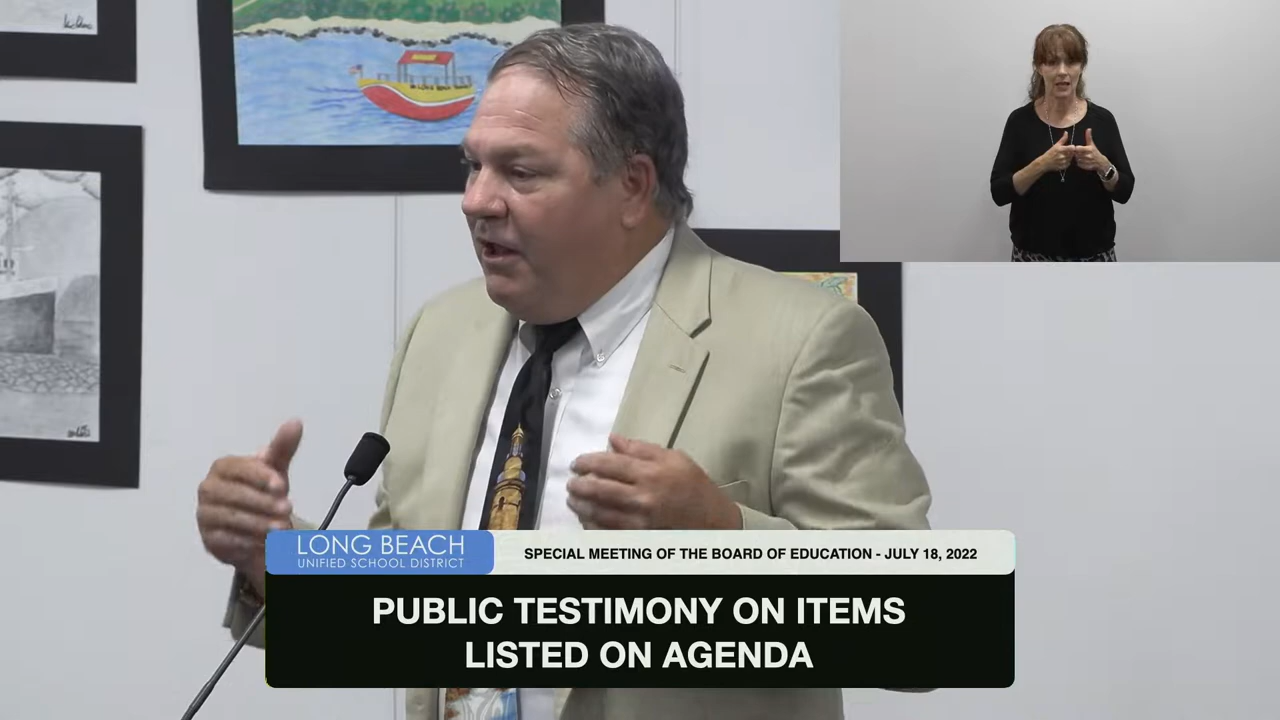 LONG BEACH
UNIFIED SCHOOL DISTRICT
SPECIAL MEETING OF THE BOARD OF EDUCATION - JULY 18, 2022
PUBLIC TESTIMONY ON ITEMS
LISTED ON AGENDA